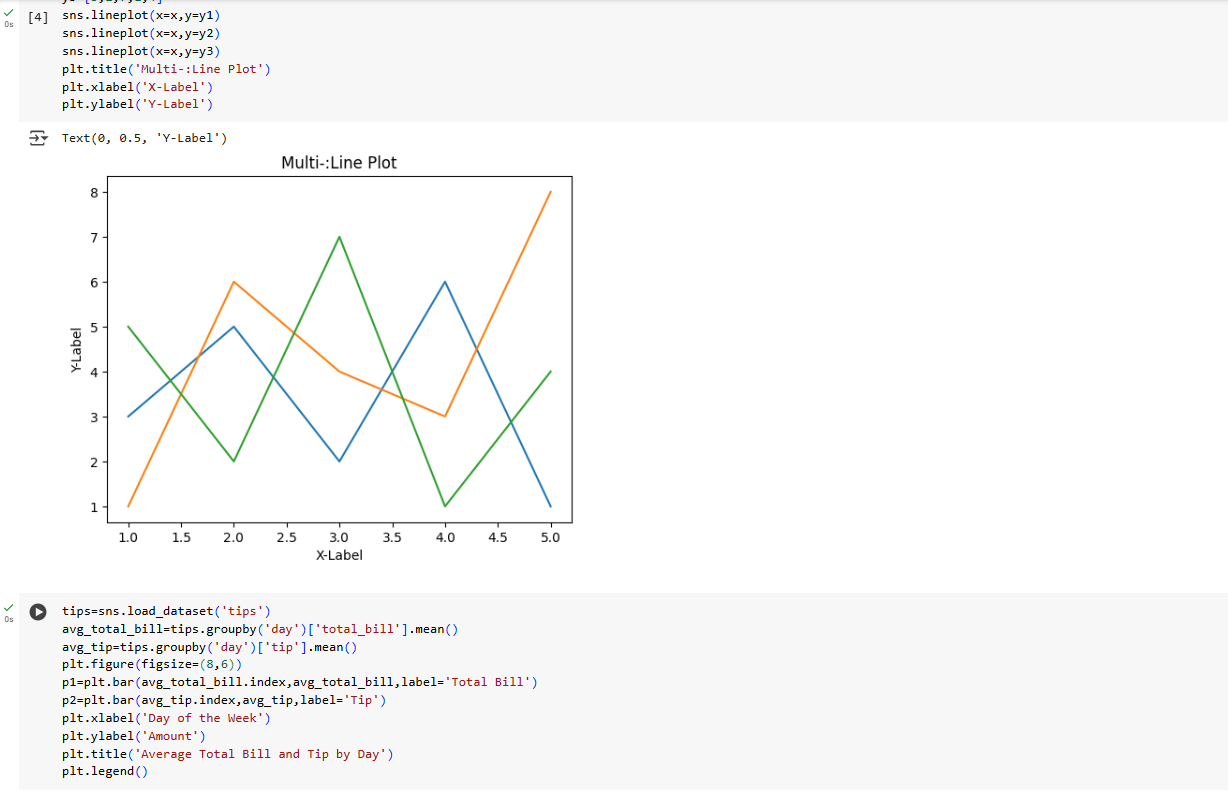 [4]
sns.lineplot(x=x,y=y1)
sns.lineplot(x=x,y=y2)
sns.lineplot(x=x,y=y3)
plt.title('Multi-:Line Plot')
plt.xlabel('X-Label')
plt.ylabel('Y-Label')
0s
Text(0, 0.5, 'Y-Label')
Multi-:Line Plot
8
7
6
5
4
3
2
1
Y-Label
1.0 1.5 2.0 2.5 3.0 3.5 4.0 4.5 5.0
X-Label
0s
tips=sns.load_dataset('tips')
avg_total_bill=tips.groupby('day')['total_bill'].mean()
avg_tip=tips.groupby('day')['tip'].mean()
plt.figure(figsize=(8,6))
p1=plt.bar(avg_total_bill.index,avg_total_bill,label='Total Bill')
p2=plt.bar(avg_tip.index,avg_tip,label='Tip')
plt.xlabel('Day of the Week')
plt.ylabel('Amount')
plt.title('Average Total Bill and Tip by Day')
plt.legend()